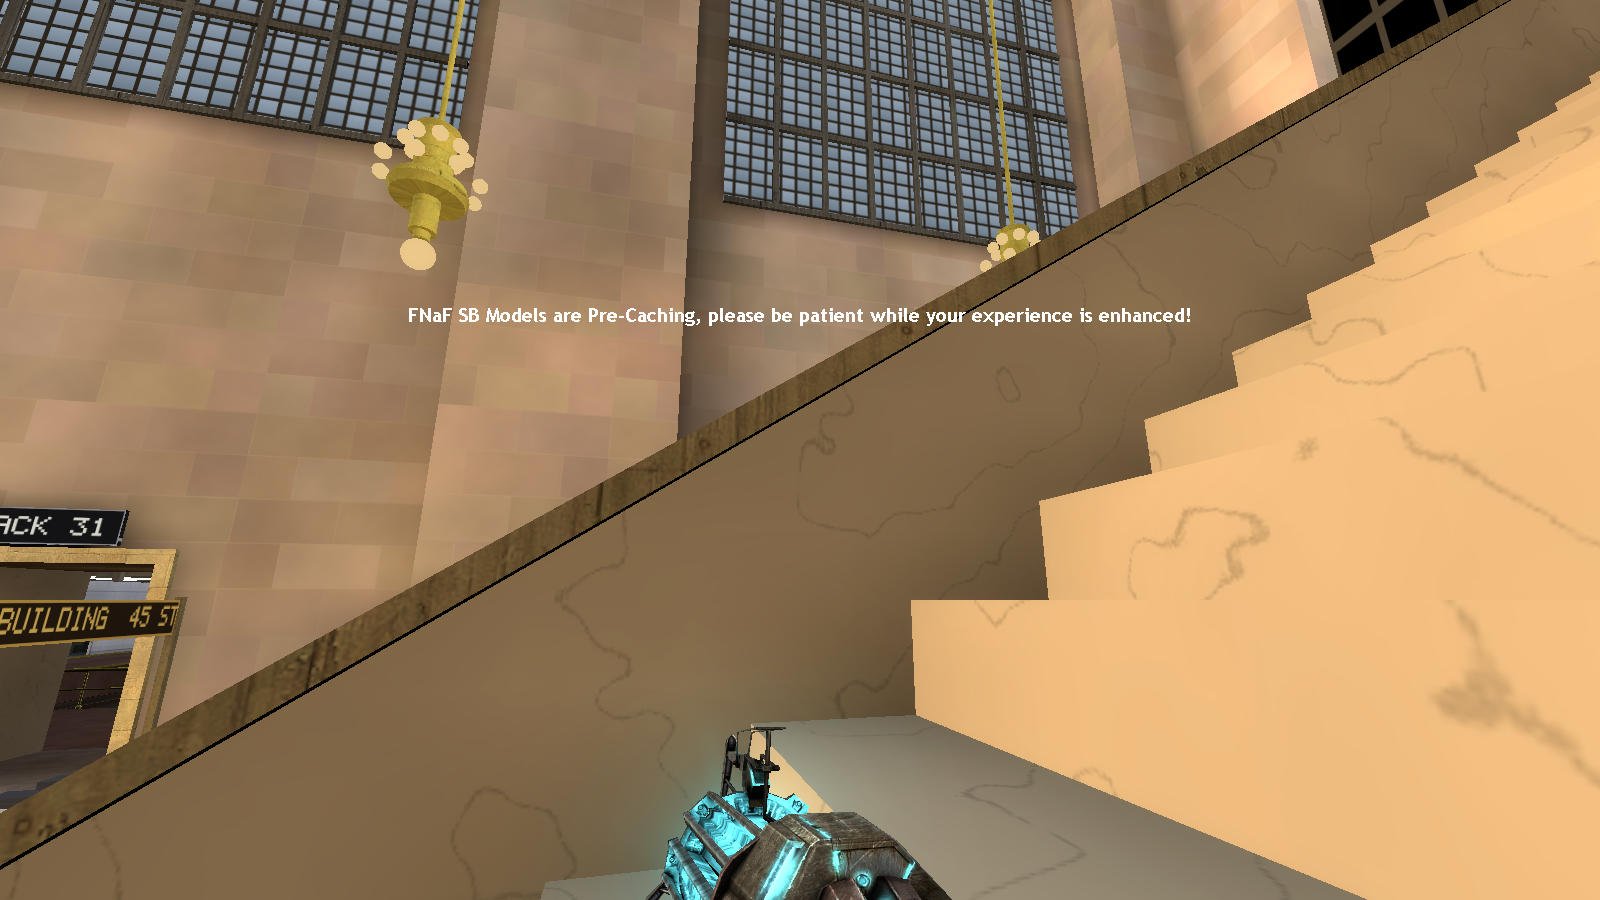 FNaF SB Models are Pre-Caching, please be patient while your experience is enhanced!
ACK 31
BUILDING 45 ST